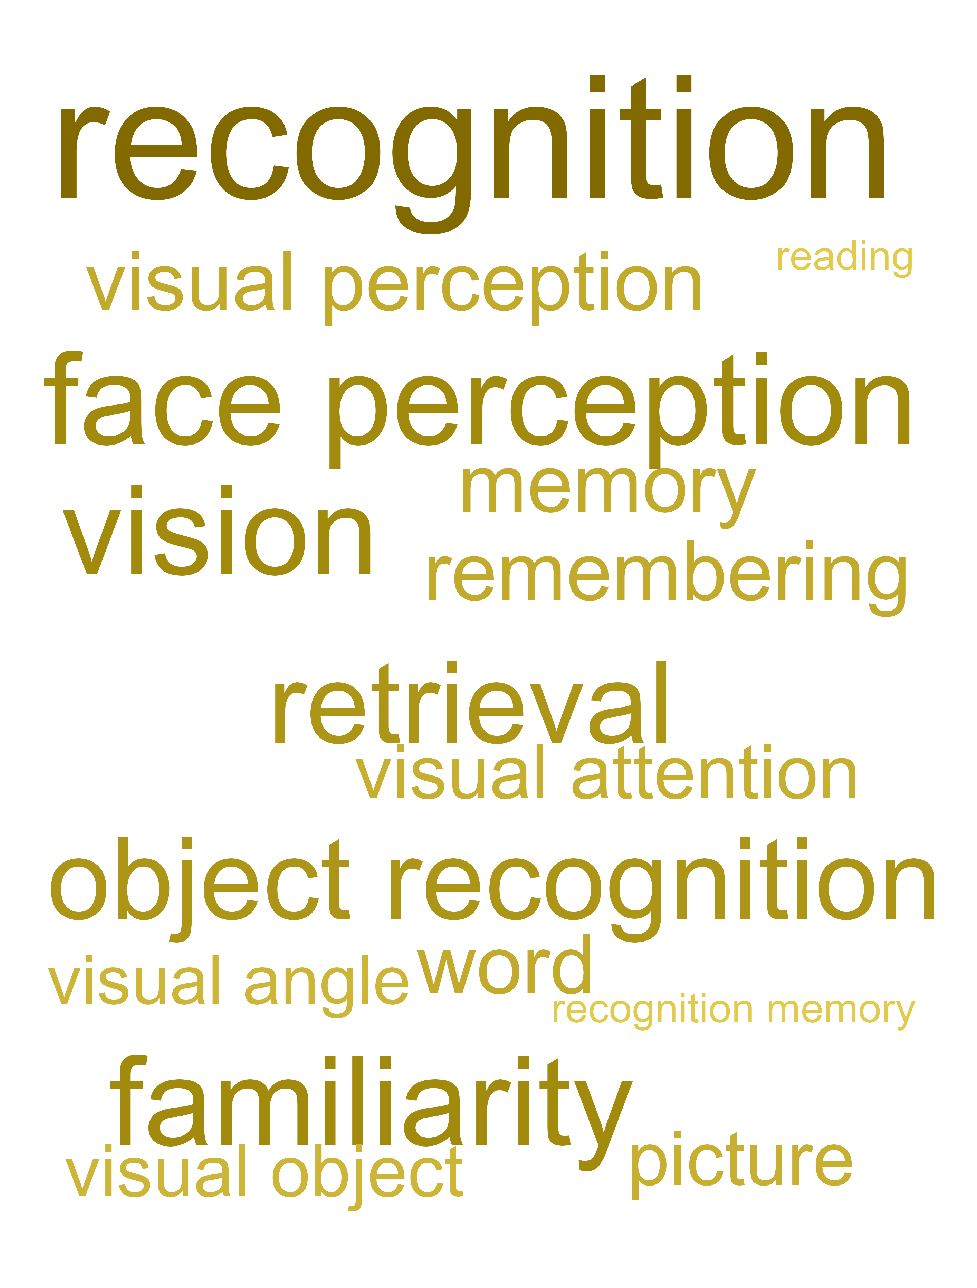 recognition
visual perception
reading
face perception
memory
vision
remembering
retrieval
visual attention
object recognition
word
visual angle
recognition memory
familiarity
picture
visual object